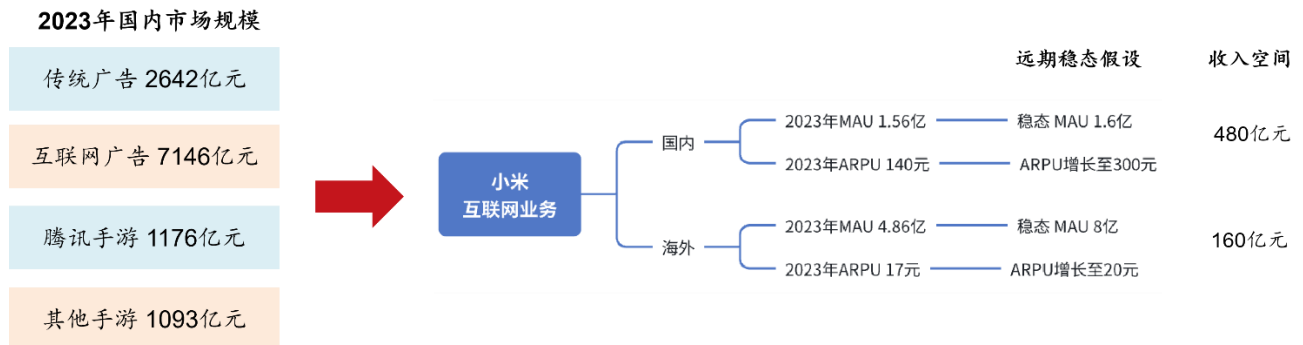 2023年国内市场规模
传统广告 2642亿元
互联网广告 7146亿元
腾讯手游 1176亿元
其他手游 1093亿元
远期稳态假设 收入空间
小米
互联网业务
国内
2023年MAU 1.56亿 稳态 MAU 1.6亿
2023年ARPU 140元 ARPU增长至300元
480亿元
海外
2023年MAU 4.86亿 稳态 MAU 8亿
2023年ARPU 17元 ARPU增长至20元
160亿元